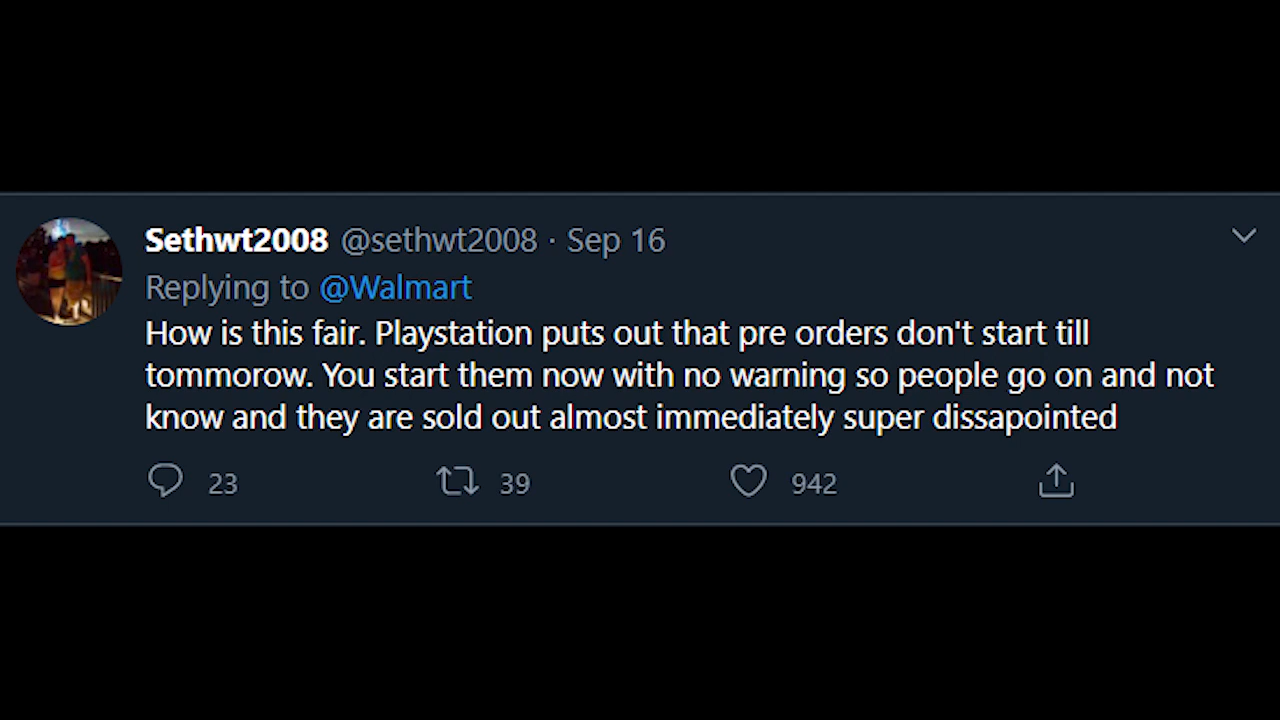 Sethwt2008 @sethwt2008 · Sep 16
Replying to @Walmart
How is this fair. Playstation puts out that pre orders don't start till
tommorow. You start them now with no warning so people go on and not
know and they are sold out almost immediately super dissapointed
23 39 942